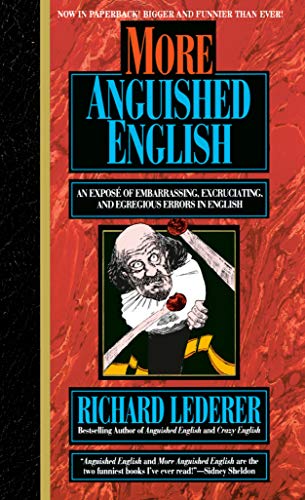 NOW IN PAPERBACK! BIGGER AND FUNNIER THAN EVER!
MORE
ANGUISHED
ENGLISH
AN EXPOSÉ OF EMBARRASSING, EXCRUCIATING,
AND EGREGIOUS ERRORS IN ENGLISH
RICHARD LEDERER
Bestselling Author of Anguished English and Crazy English
"Anguished English and More Anguished English are the
two funniest books I've ever read!"—Sidney Sheldon